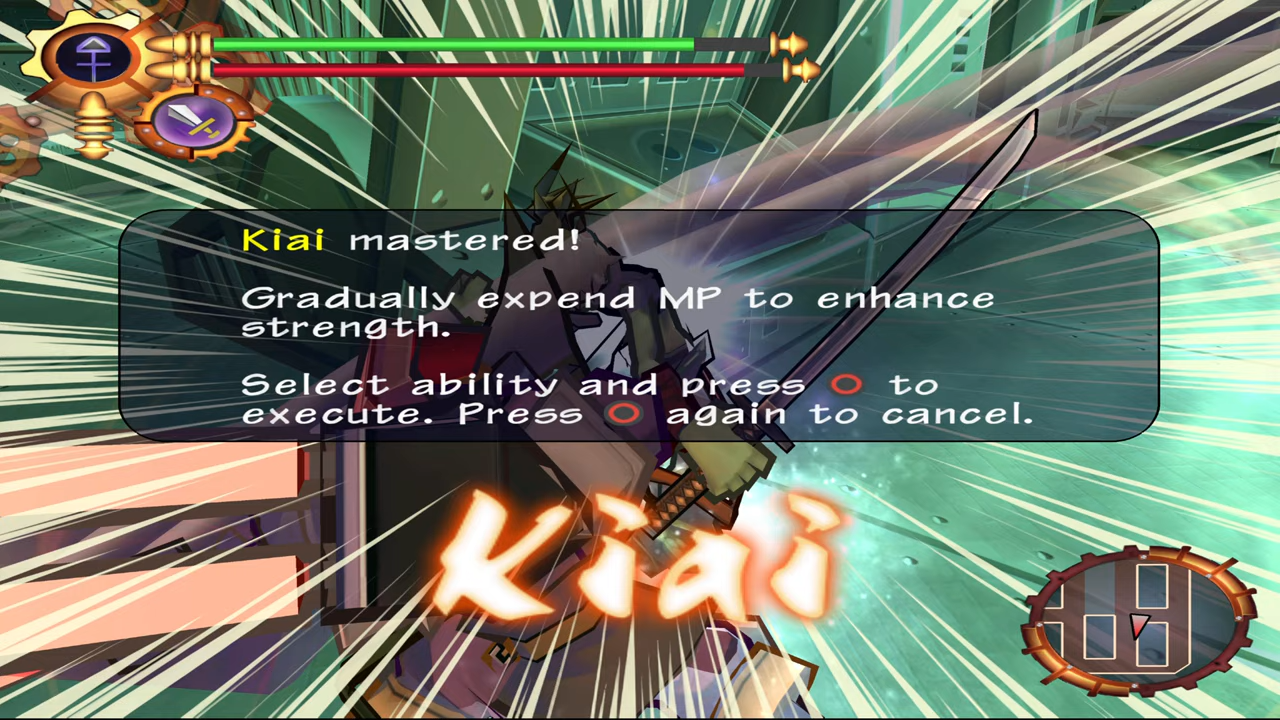 Kiai mastered!
Gradually expend MP to enhance
strength.
Select ability and press O to
execute. Press O again to cancel.
Kiai